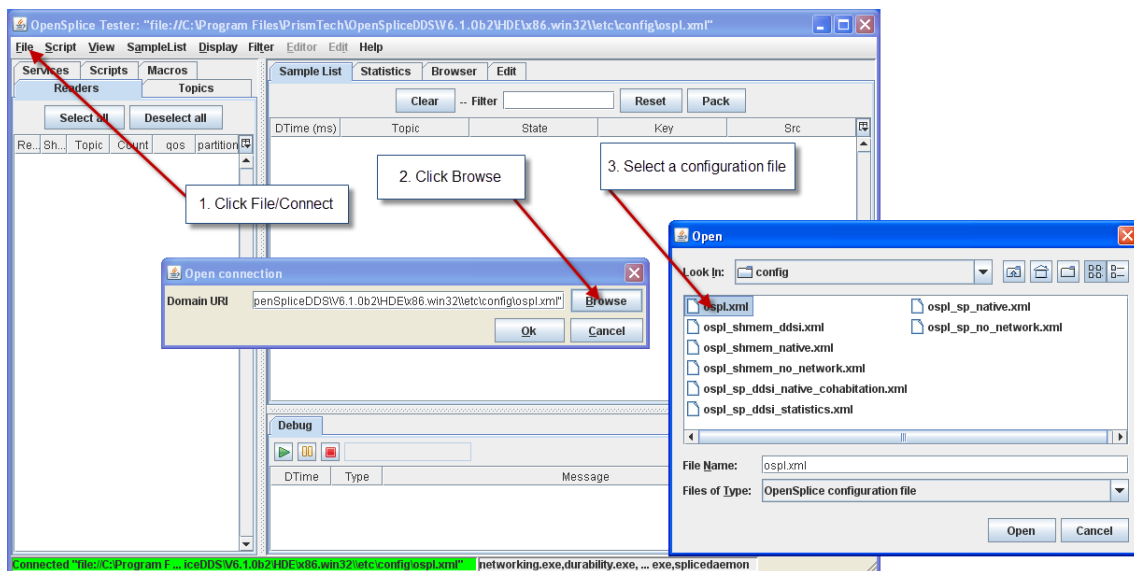 OpenSplice Tester: "file://C:\Program Files\PrismTech\OpenSpliceDDS\V6.1.0b2\HDE\x86.win32\\etc\config\ospl.xml"
File Script View SampleList Display Filter Editor Edit Help
Services Scripts Macros
Readers Topics
Select all Deselect all
Re... Sh... Topic Count qos partition
Sample List Statistics Browser Edit
Clear -- Filter Reset Pack
DTime (ms) Topic State Key Src
1. Click File/Connect
2. Click Browse
3. Select a configuration file
Open connection
Domain URI penSpliceDDS\V6.1.0b2\HDE\x86.win32\\etc\config\ospl.xml" Browse
Ok Cancel
Open
Look In: config
ospl.xml
ospl_shmem_ddsi.xml
ospl_shmem_native.xml
ospl_shmem_no_network.xml
ospl_sp_ddsi_native_cohabitation.xml
ospl_sp_ddsi_statistics.xml
ospl_sp_native.xml
ospl_sp_no_network.xml
File Name: ospl.xml
Files of Type: OpenSplice configuration file
Open Cancel
Debug
DTime Type Message
Connected "file://C:\Program F ... iceDDS\V6.1.0b2\HDE\x86.win32\\etc\config\ospl.xml" networking.exe,durability.exe, ... exe,splicedaemon